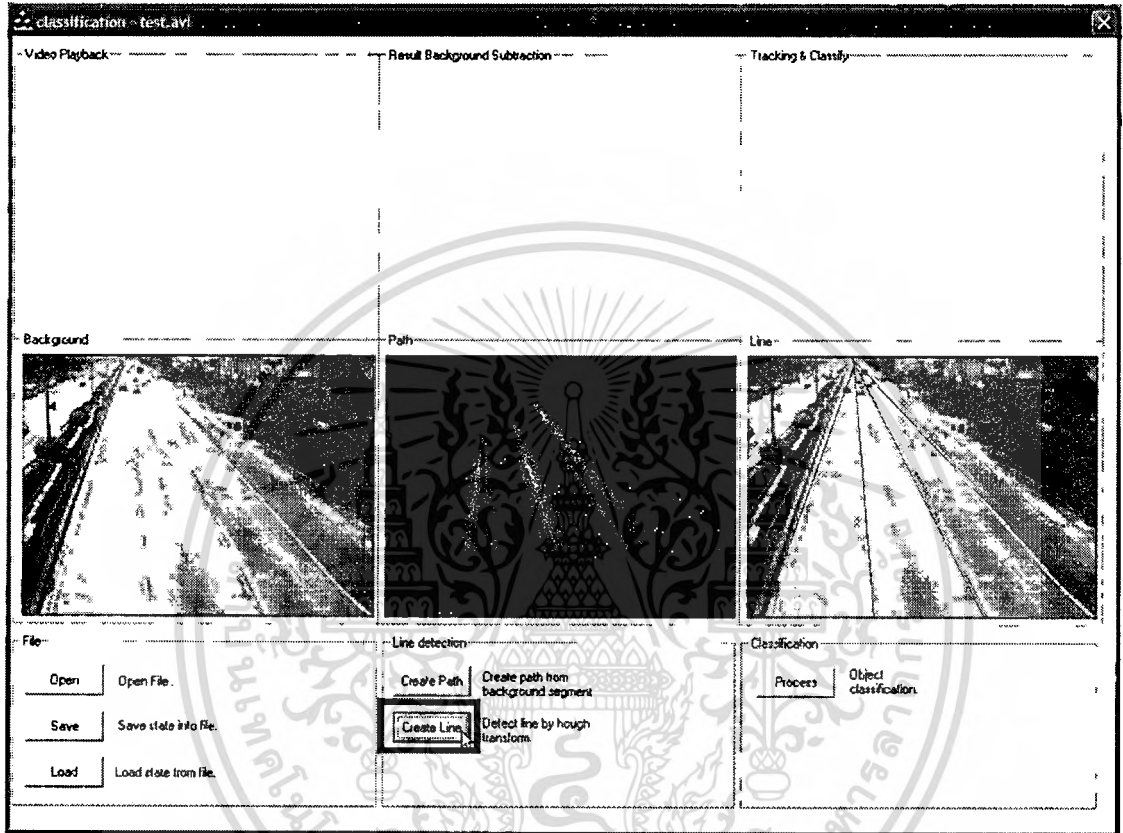 classification - test.avi
Video Playback
Result Background Subtraction
Tracking & Classify
Background
Path
Line
File
Open
Open File .
Save
Save state into file.
Load
Load state from file.
Line detection
Create Path
Create path from
background segment
Create Line
Detect line by hough
transform.
Classification
Process
Object
classification.